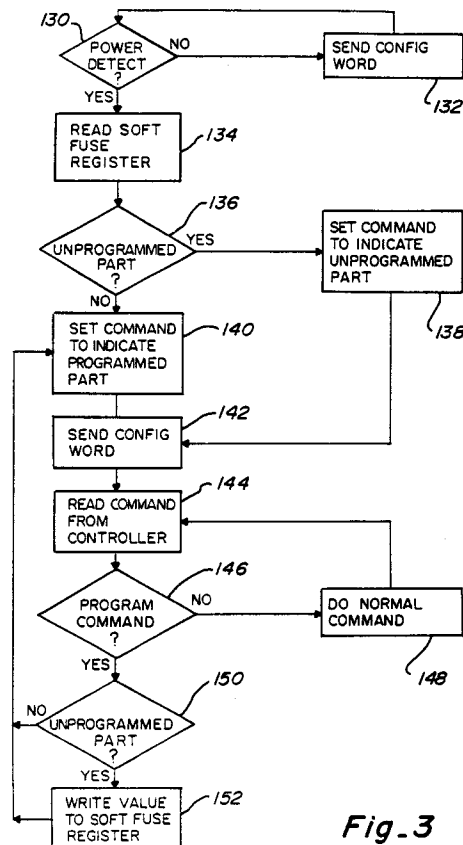 130
POWER
DETECT
?
NO
SEND CONFIG
WORD
132
YES
READ SOFT
FUSE
REGISTER
134
136
UNPROGRAMMED
PART
?
YES
SET COMMAND
TO INDICATE
UNPROGRAMMED
PART
138
NO
SET COMMAND
TO INDICATE
PROGRAMMED
PART
140
142
SEND CONFIG
WORD
144
READ COMMAND
FROM
CONTROLLER
146
PROGRAM
COMMAND
?
NO
DO NORMAL
COMMAND
148
YES
150
NO
UNPROGRAMMED
PART
?
YES
WRITE VALUE
TO SOFT FUSE
REGISTER
152
Fig_3